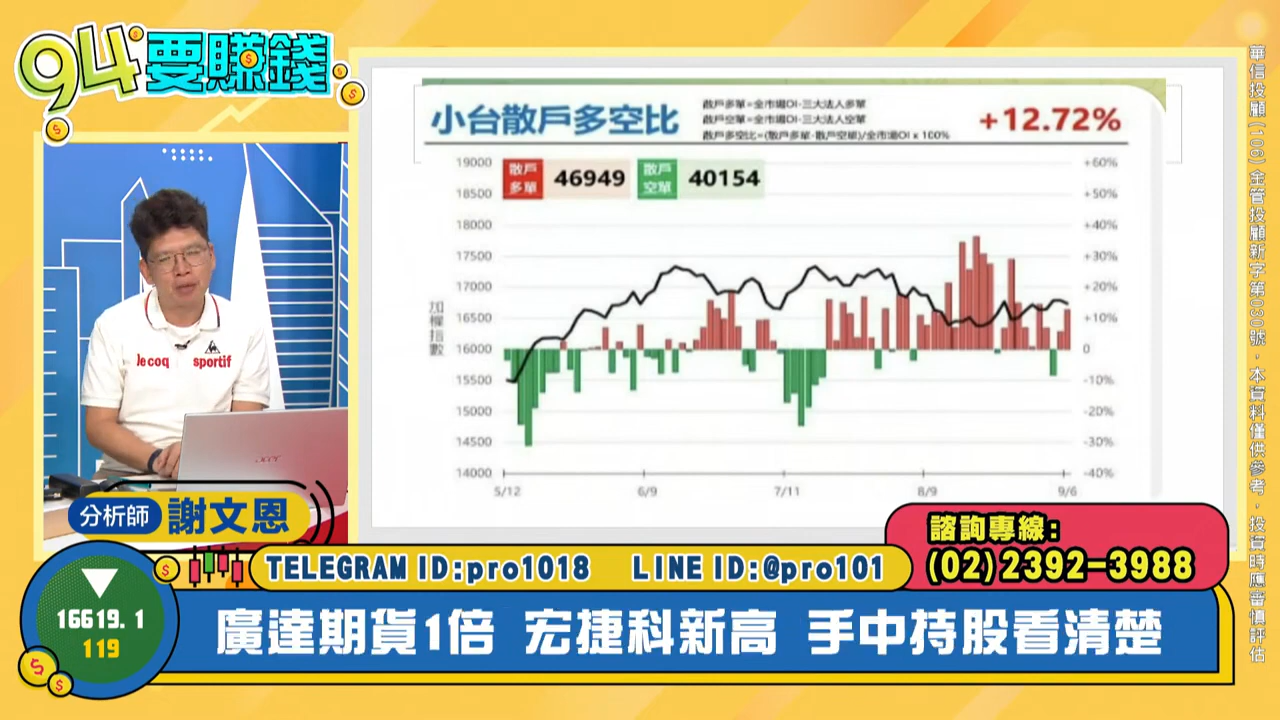 94要賺錢
小台散戶多空比
散戶多單=全市場OI-三大法人多單
散戶空單=全市場OI-三大法人空單
散戶多空比=(散戶多單-散戶空單)/全市場OI x 100%
+12.72%
散戶多單 46949
散戶空單 40154
19000
18500
18000
17500
17000
16500
16000
15500
15000
14500
14000
加權指數
+60%
+50%
+40%
+30%
+20%
+10%
0
-10%
-20%
-30%
-40%
5/12 6/9 7/11 8/9 9/6
le coq sportif
acer
分析師 謝文恩
TELEGRAM ID:pro1018 LINE ID:@pro101
諮詢專線:
(02)2392-3988
16619.1
119
廣達期貨1倍 宏捷科新高 手中持股看清楚
華信投顧(106)金管投顧新字第030號,本資料僅供參考,投資時應審慎評估